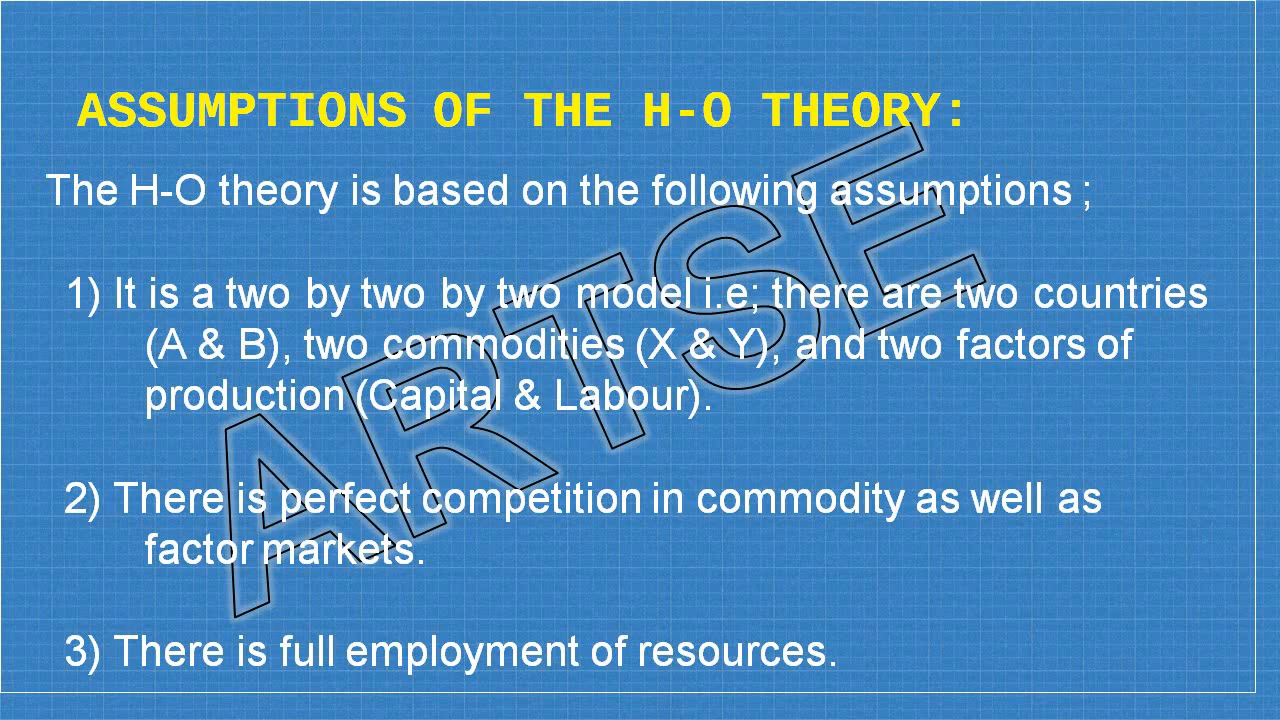 ASSUMPTIONS OF THE H-O THEORY:
The H-O theory is based on the following assumptions ;
1) It is a two by two by two model i.e; there are two countries
(A & B), two commodities (X & Y), and two factors of
production (Capital & Labour).
2) There is perfect competition in commodity as well as
factor markets.
3) There is full employment of resources.
ARTSE